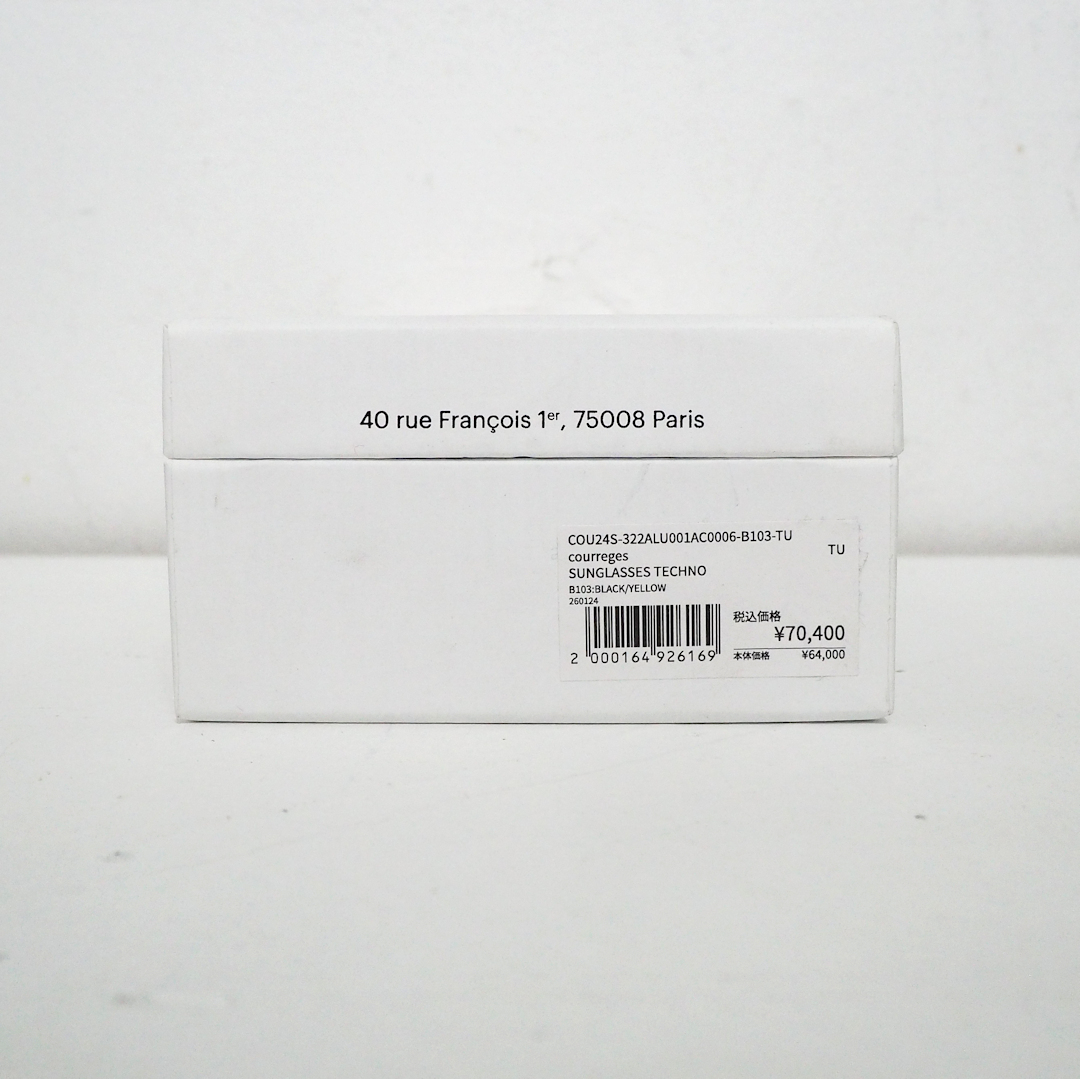 40 rue François 1er, 75008 Paris
COU24S-322ALU001AC0006-B103-TU
TU
courreges
SUNGLASSES TECHNO
B103:BLACK/YELLOW
260124
税込価格
¥70,400
本体価格 ¥64,000
2 000164 926169